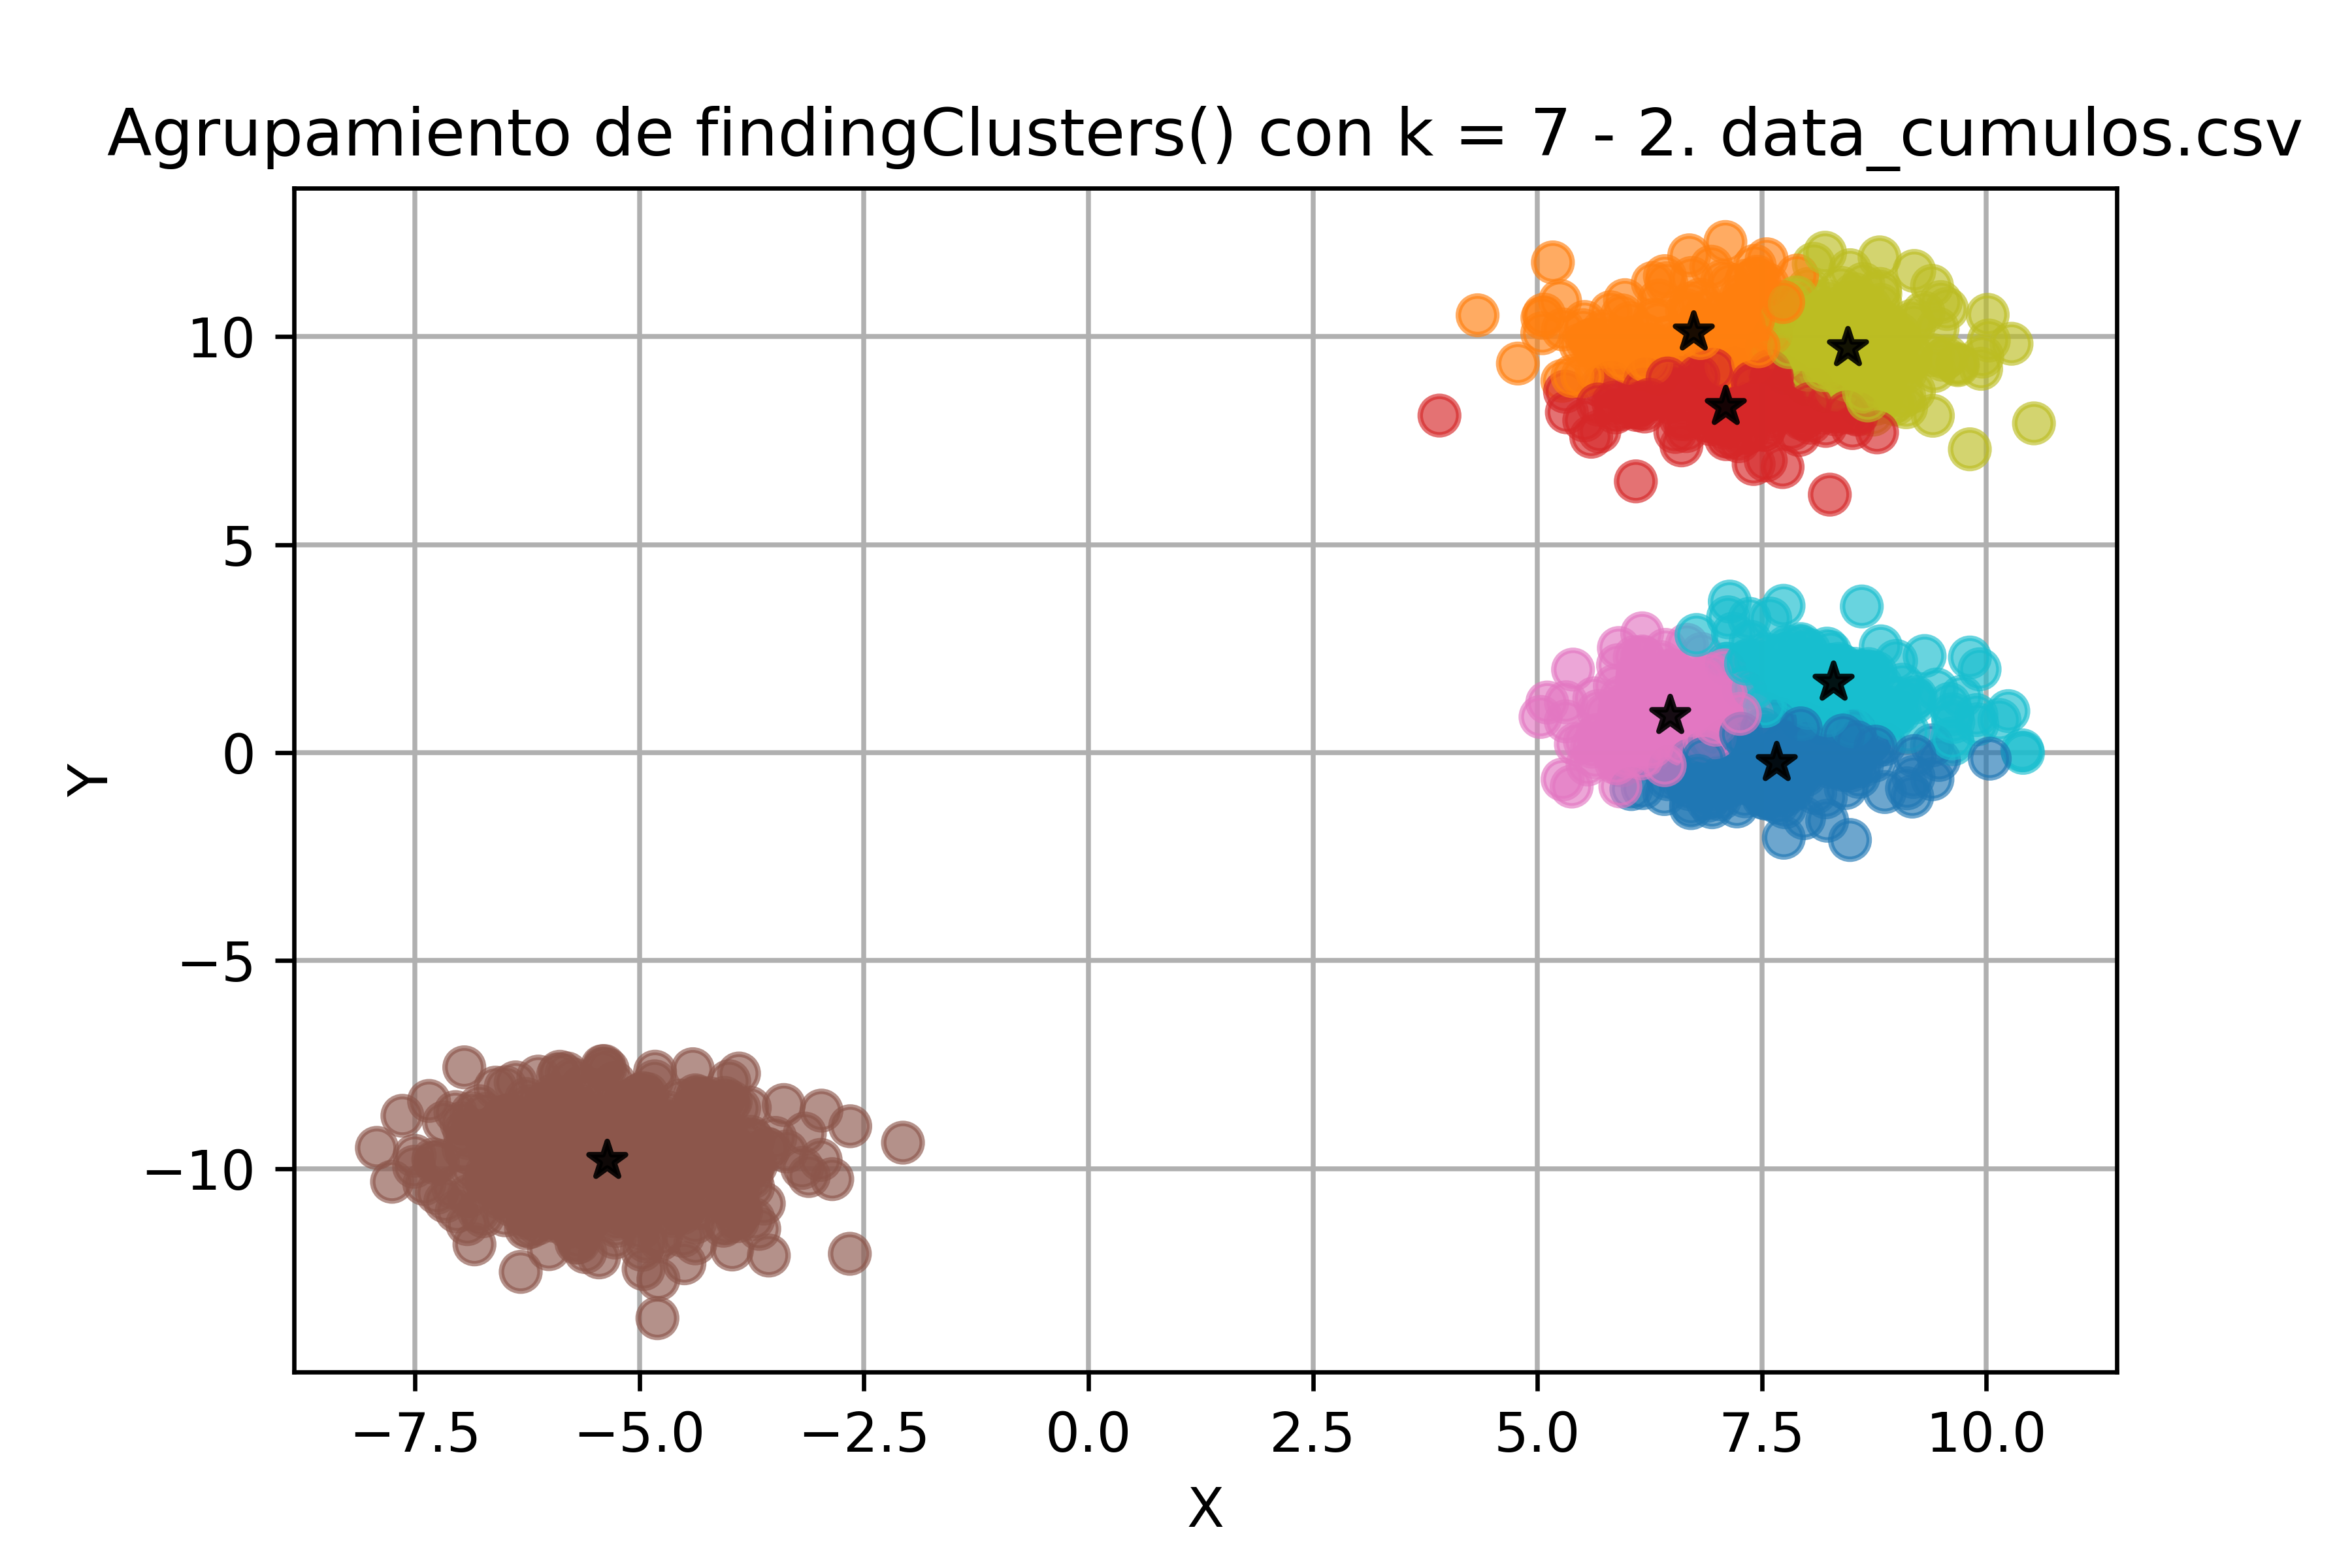 Agrupamiento de findingClusters() con k = 7 - 2. data_cumulos.csv
10
5
0
−5
−10
Y
−7.5 −5.0 −2.5 0.0 2.5 5.0 7.5 10.0
X